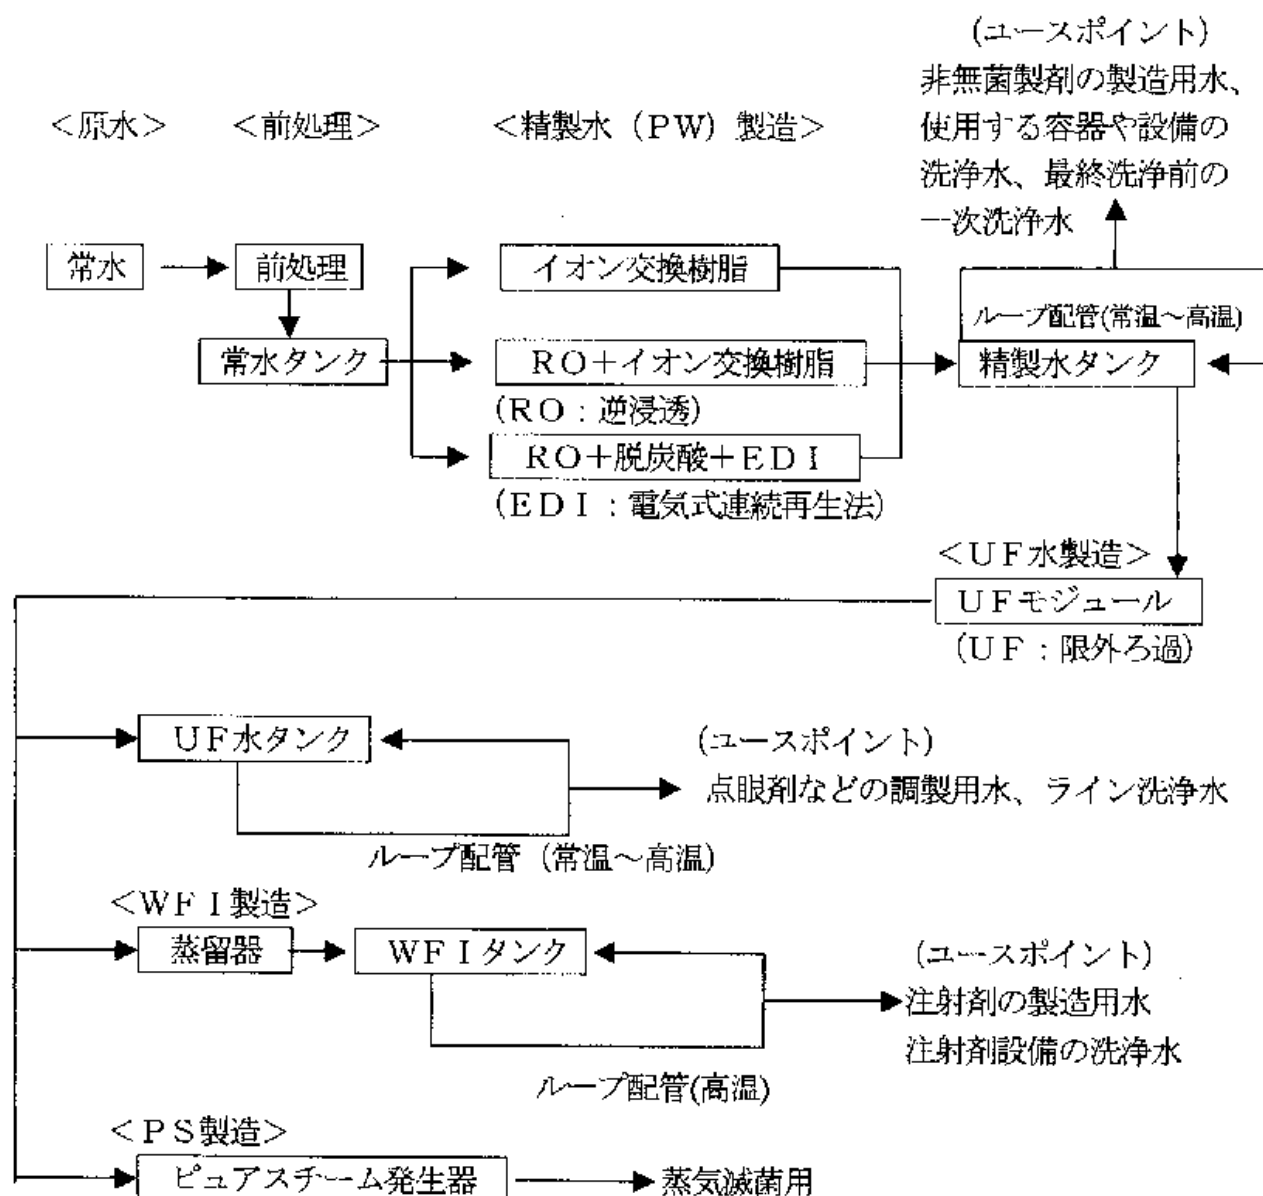 (ユースポイント)
非無菌製剤の製造用水、
使用する容器や設備の
洗浄水、最終洗浄前の
一次洗浄水
＜原水＞
＜前処理＞
＜精製水（ＰＷ）製造＞
常水
前処理
イオン交換樹脂
ループ配管(常温～高温)
常水タンク
ＲＯ＋イオン交換樹脂
精製水タンク
(ＲＯ：逆浸透)
ＲＯ＋脱炭酸＋ＥＤＩ
(ＥＤＩ：電気式連続再生法)
＜ＵＦ水製造＞
ＵＦモジュール
(ＵＦ：限外ろ過)
ＵＦ水タンク
(ユースポイント)
点眼剤などの調製用水、ライン洗浄水
ループ配管（常温～高温)
＜ＷＦＩ製造＞
蒸留器
ＷＦＩタンク
(ユースポイント)
注射剤の製造用水
注射剤設備の洗浄水
ループ配管(高温)
＜ＰＳ製造＞
ピュアスチーム発生器
蒸気滅菌用